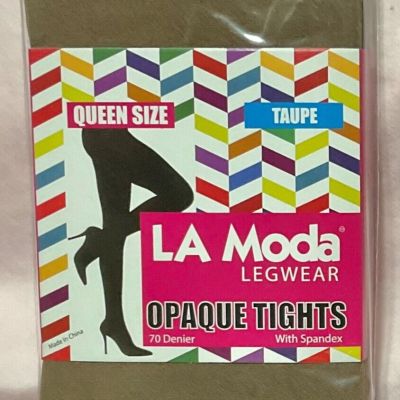 QUEEN SIZE
TAUPE
LA Moda®
LEGWEAR
OPAQUE TIGHTS
70 Denier With Spandex
Made In China